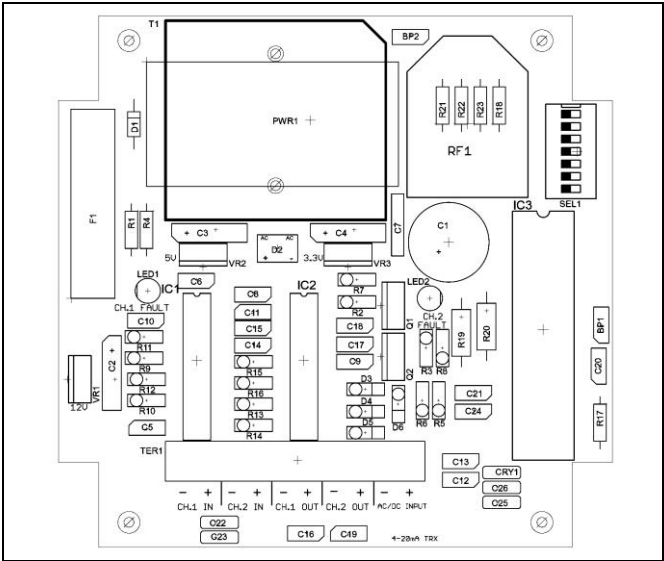 T1
BP2
PWR1
R21
R22
R23
R18
RF1
SEL1
D1
F1
R1
R4
+ C3
+ C4
C7
C1
+
IC3
5V
VR2
AC AC
D2
+ -
3.3V
VR3
LED1
IC1
CH.1 FAULT
C6
C8
C15
C14
IC2
R7
R2
C18
C17
C9
Q1
Q2
LED2
CH.2
FAULT
R19
R20
R3
R8
BP1
C20
R17
C10
R11
R9
R12
R10
C5
C2 +
VR1
12V
R15
R16
R13
R14
D3
D4
D5
D6
R6
R5
C21
C24
TER1
C13
C12
CRY1
C26
C25
− + − + − + − + − +
CH.1 IN CH.2 IN CH.1 OUT CH.2 OUT AC/DC INPUT
C22
C16
4-20mA TRX